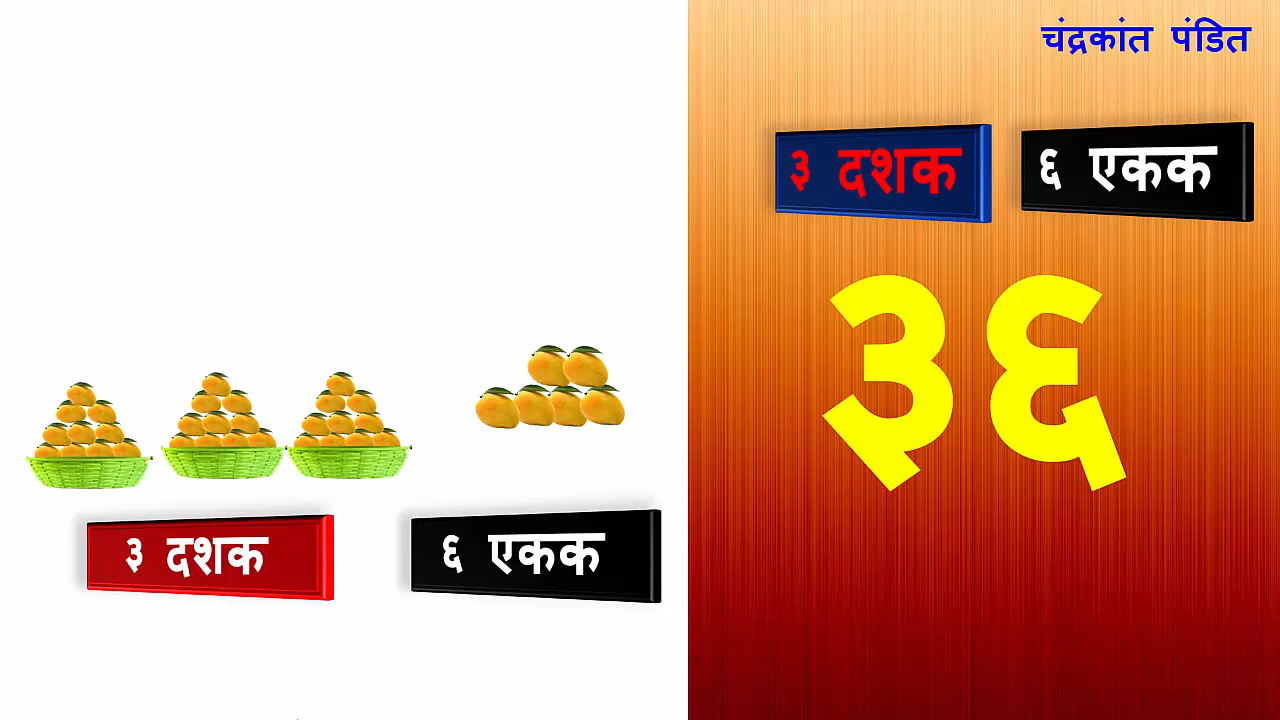 चंद्रकांत पंडित
३ दशक
६ एकक
३६
३ दशक
६ एकक